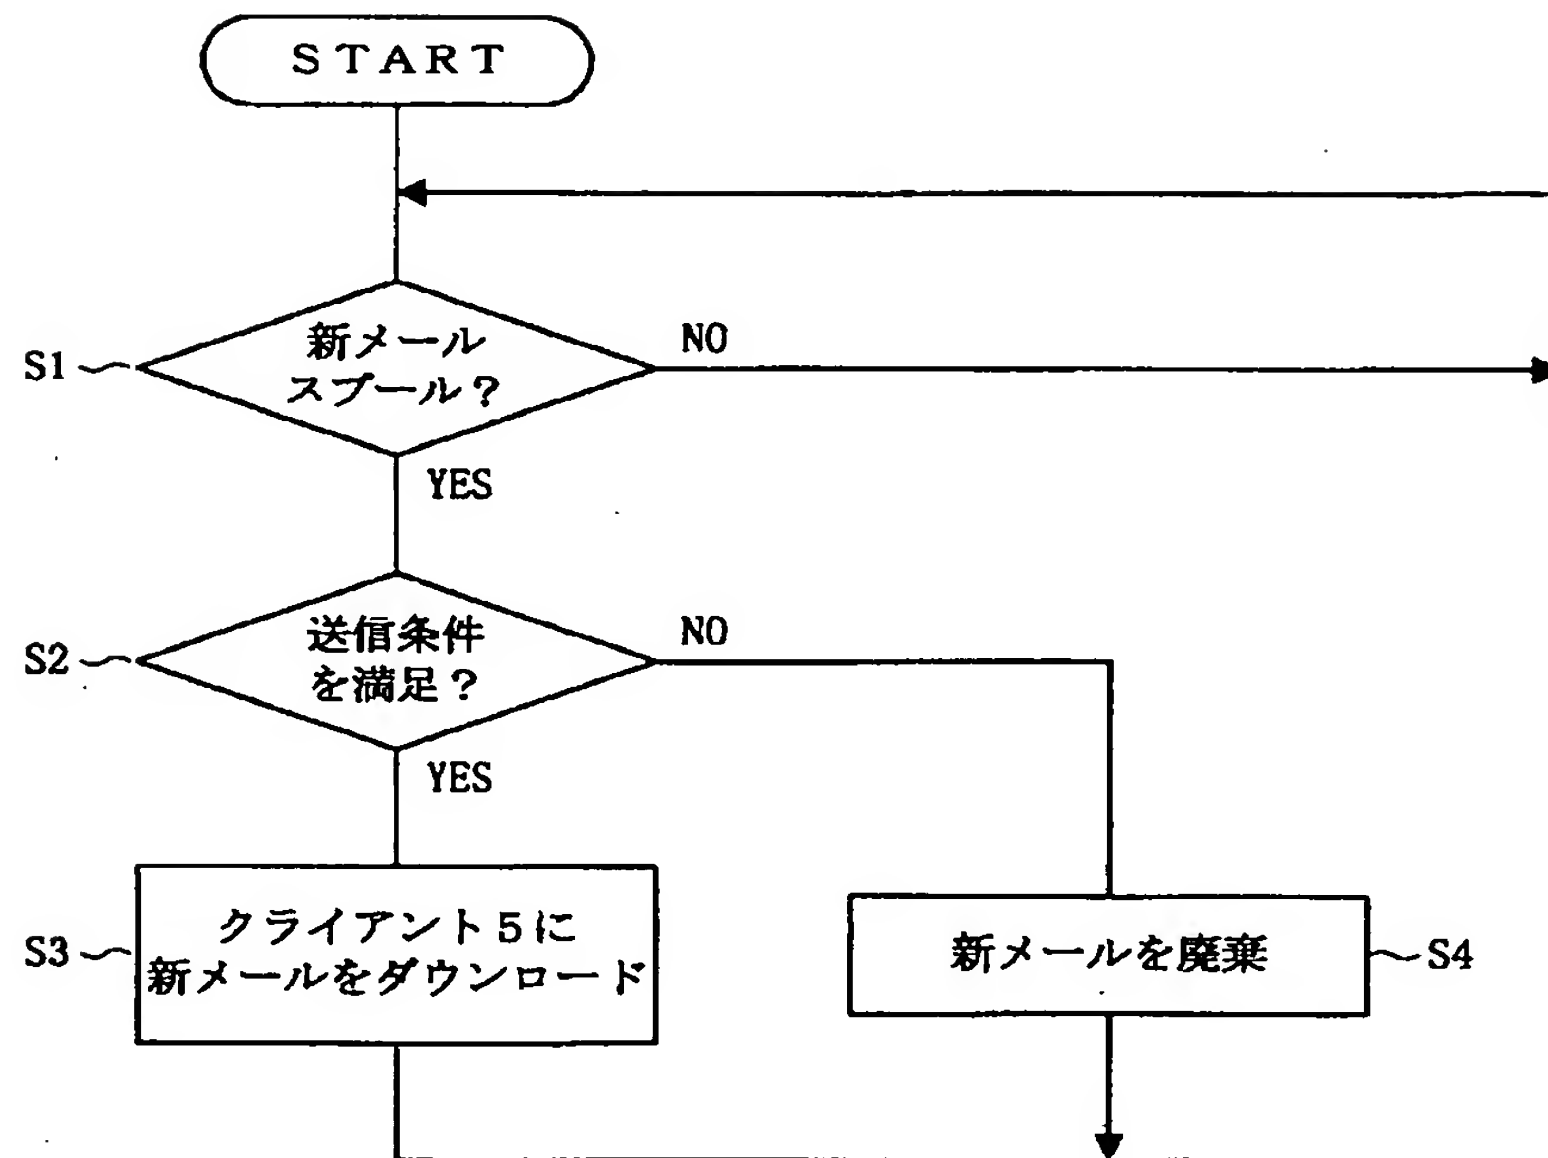 START
新メール
スプール？
S1
NO
YES
送信条件
を満足？
S2
NO
YES
クライアント5に
新メールをダウンロード
S3
新メールを廃棄
S4